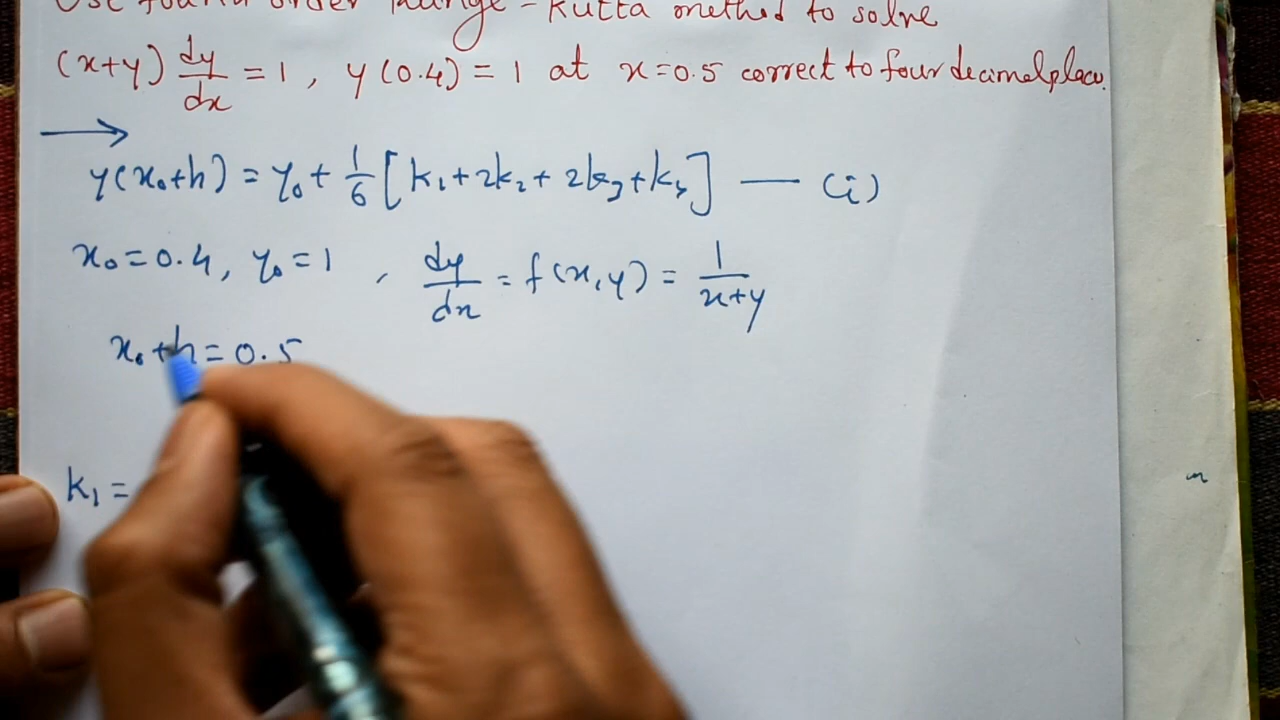 Use fourth order Runge-Kutta method to solve
(x+y) dy/dx = 1, y(0.4) = 1 at x=0.5 correct to four decimal place.
→
y(x₀+h) = y₀ + 1/6 [k₁+2k₂+2k₃+k₄] — (i)
x₀=0.4, y₀=1, dy/dx = f(x,y) = 1/(x+y)
x₀+h=0.5
k₁ =